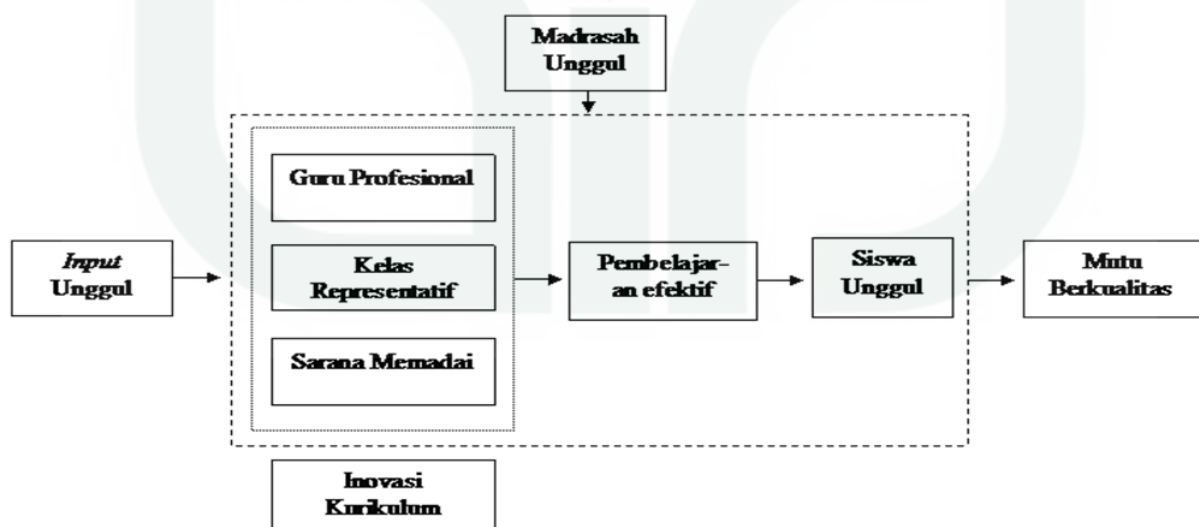 Madrasah
Unggul
Guru Profesional
Input
Unggul
Kelas
Representatif
Pembelajar-
an efektif
Siswa
Unggul
Mutu
Berkualitas
Sarana Memadai
Inovasi
Kurikulum